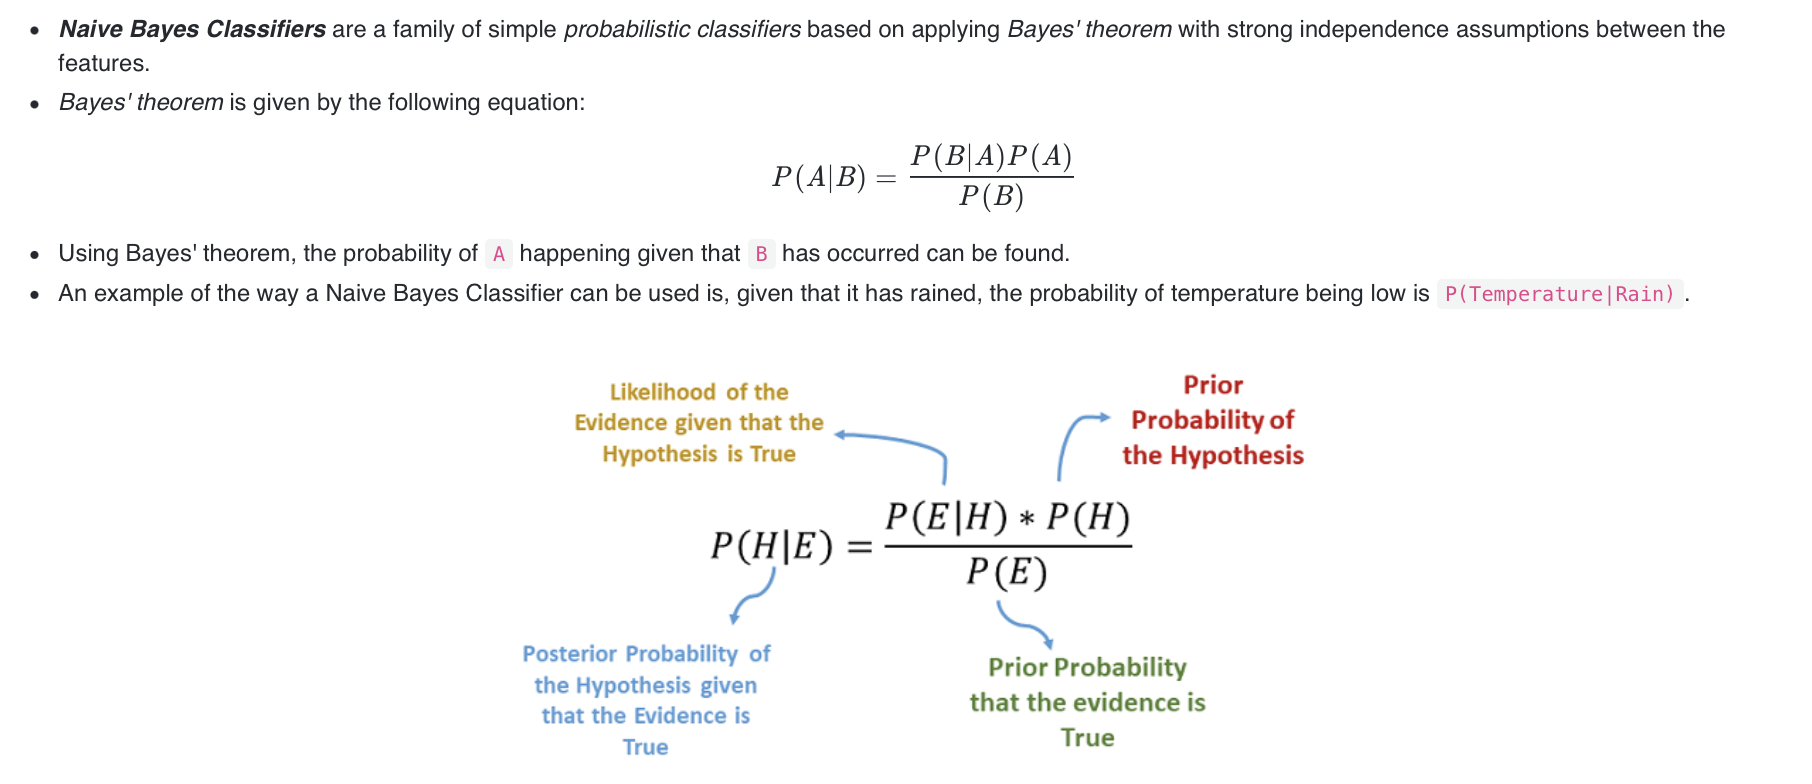 • Naive Bayes Classifiers are a family of simple probabilistic classifiers based on applying Bayes' theorem with strong independence assumptions between the
features.
• Bayes' theorem is given by the following equation:
P(A|B) = P(B|A)P(A) / P(B)
• Using Bayes' theorem, the probability of A happening given that B has occurred can be found.
• An example of the way a Naive Bayes Classifier can be used is, given that it has rained, the probability of temperature being low is P(Temperature|Rain) .
Likelihood of the
Evidence given that the
Hypothesis is True
Prior
Probability of
the Hypothesis
P(H|E) = P(E|H) * P(H) / P(E)
Posterior Probability of
the Hypothesis given
that the Evidence is
True
Prior Probability
that the evidence is
True